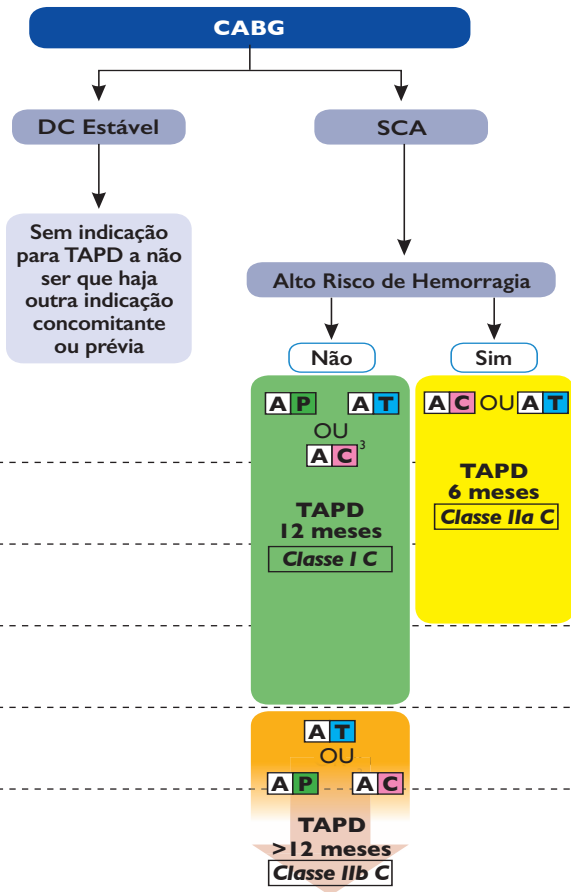 CABG
DC Estável
SCA
Sem indicação
para TAPD a não
ser que haja
outra indicação
concomitante
ou prévia
Alto Risco de Hemorragia
Não
Sim
A P A T
OU
A C 3
TAPD
12 meses
Classe I C
A C OU A T
TAPD
6 meses
Classe IIa C
A T
OU
A P A C
TAPD
>12 meses
Classe IIb C